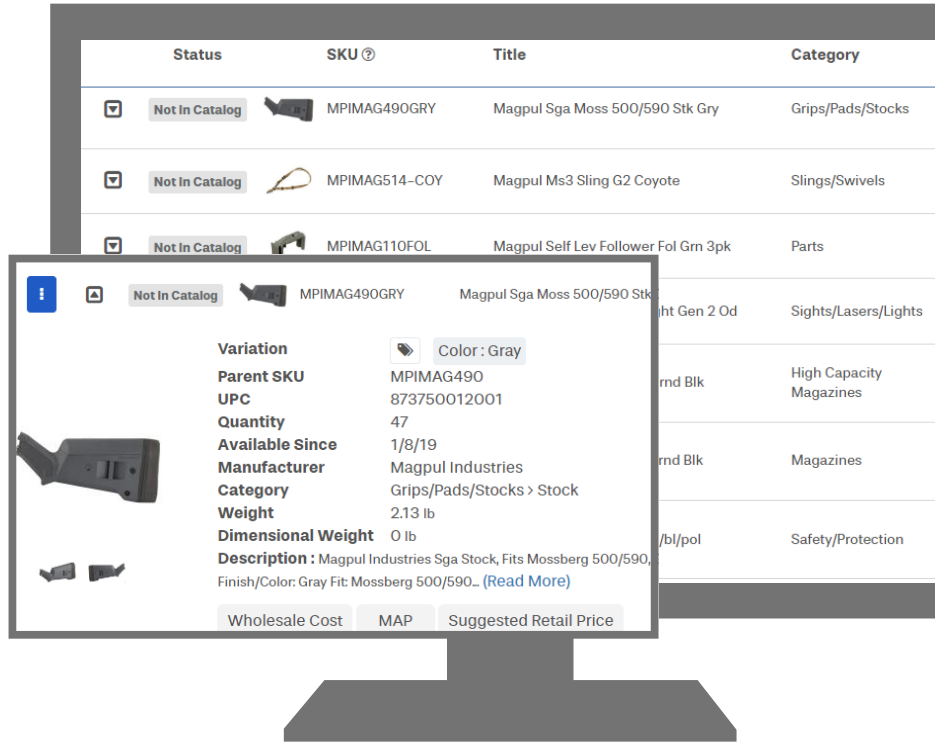 Status SKU Title Category
Not In Catalog MPIMAG490GRY Magpul Sga Moss 500/590 Stk Gry Grips/Pads/Stocks
Not In Catalog MPIMAG514-COY Magpul Ms3 Sling G2 Coyote Slings/Swivels
Not In Catalog MPIMAG110FOL Magpul Self Lev Follower Fol Grn 3pk Parts
Gen 2 Od Sights/Lasers/Lights
rnd Blk High Capacity
Magazines
rnd Blk Magazines
/bl/pol Safety/Protection
Not In Catalog MPIMAG490GRY Magpul Sga Moss 500/590 Stk
Variation Color : Gray
Parent SKU MPIMAG490
UPC 873750012001
Quantity 47
Available Since 1/8/19
Manufacturer Magpul Industries
Category Grips/Pads/Stocks > Stock
Weight 2.13 lb
Dimensional Weight 0 lb
Description : Magpul Industries Sga Stock, Fits Mossberg 500/590,
Finish/Color: Gray Fit: Mossberg 500/590... (Read More)
Wholesale Cost MAP Suggested Retail Price